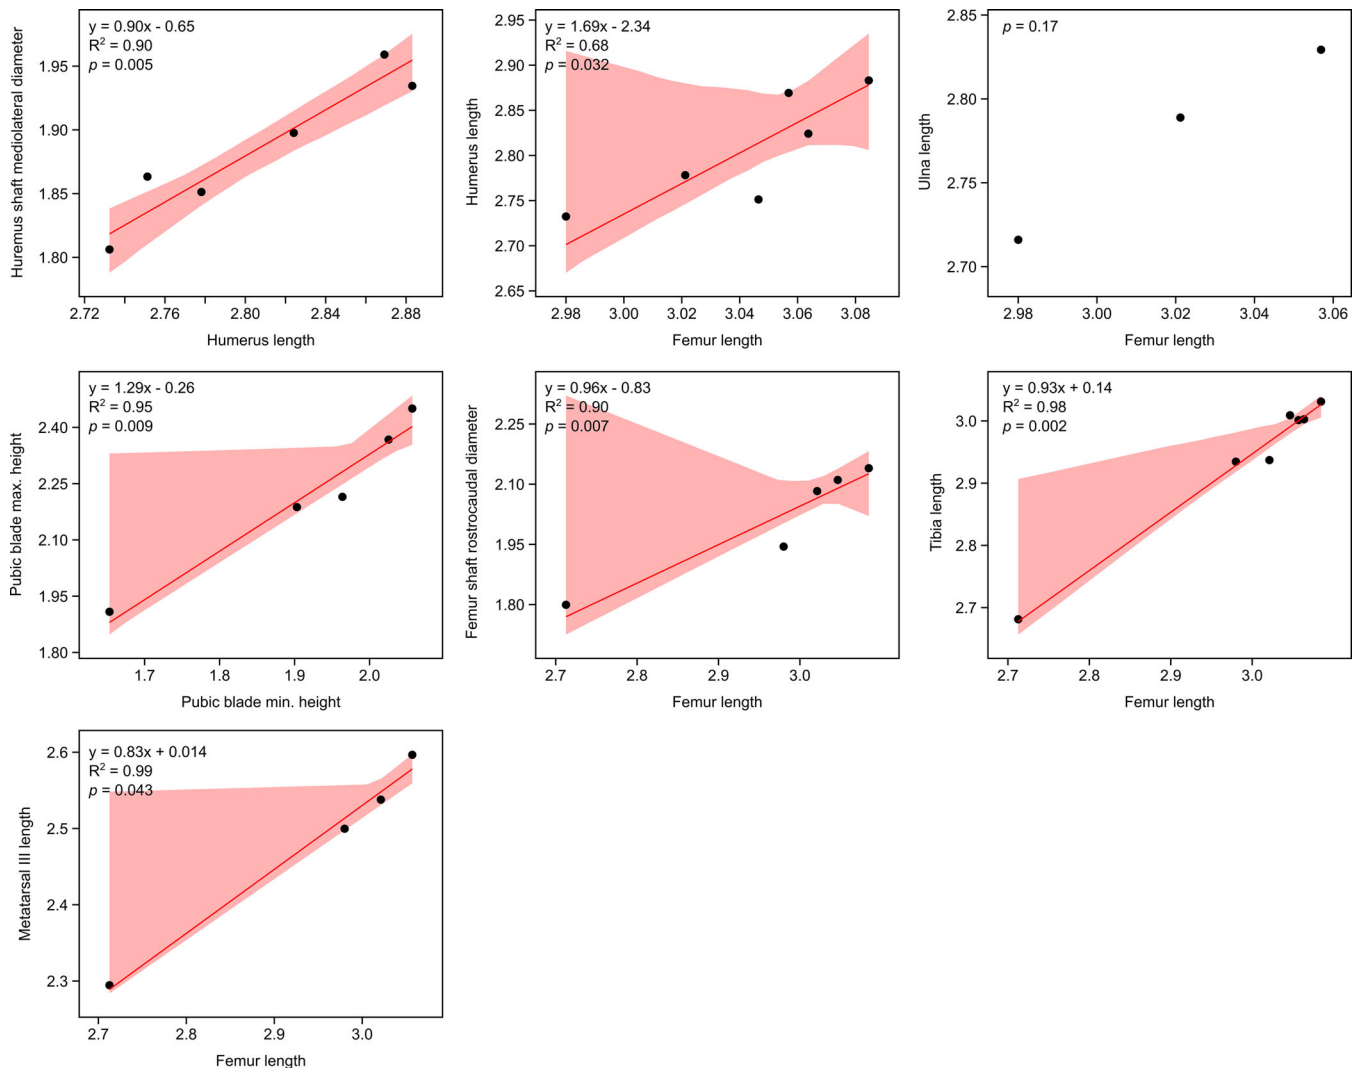 y = 0.90x - 0.65
R² = 0.90
p = 0.005
Huremus shaft mediolateral diameter
1.95
1.90
1.85
1.80
2.72 2.76 2.80 2.84 2.88
Humerus length
y = 1.69x - 2.34
R² = 0.68
p = 0.032
Humerus length
2.95
2.90
2.85
2.80
2.75
2.70
2.65
2.98 3.00 3.02 3.04 3.06 3.08
Femur length
p = 0.17
Ulna length
2.85
2.80
2.75
2.70
2.98 3.00 3.02 3.04 3.06
Femur length
y = 1.29x - 0.26
R² = 0.95
p = 0.009
Pubic blade max. height
2.40
2.25
2.10
1.95
1.80
1.7 1.8 1.9 2.0
Pubic blade min. height
y = 0.96x - 0.83
R² = 0.90
p = 0.007
Femur shaft rostrocaudal diameter
2.25
2.10
1.95
1.80
2.7 2.8 2.9 3.0
Femur length
y = 0.93x + 0.14
R² = 0.98
p = 0.002
Tibia length
3.0
2.9
2.8
2.7
2.7 2.8 2.9 3.0
Femur length
y = 0.83x + 0.014
R² = 0.99
p = 0.043
Metatarsal III length
2.6
2.5
2.4
2.3
2.7 2.8 2.9 3.0
Femur length